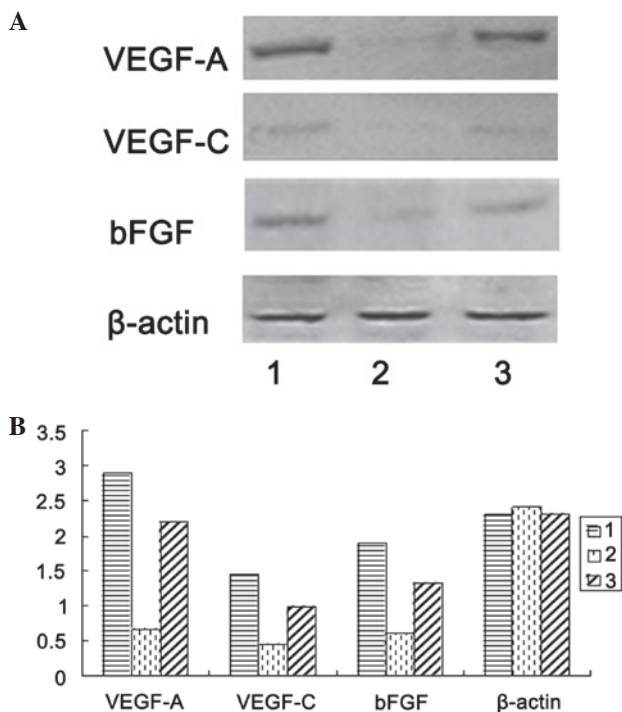 A
VEGF-A
VEGF-C
bFGF
β-actin
1 2 3
B
3.5
3
2.5
2
1.5
1
0.5
0
1
2
3
VEGF-A VEGF-C bFGF β-actin